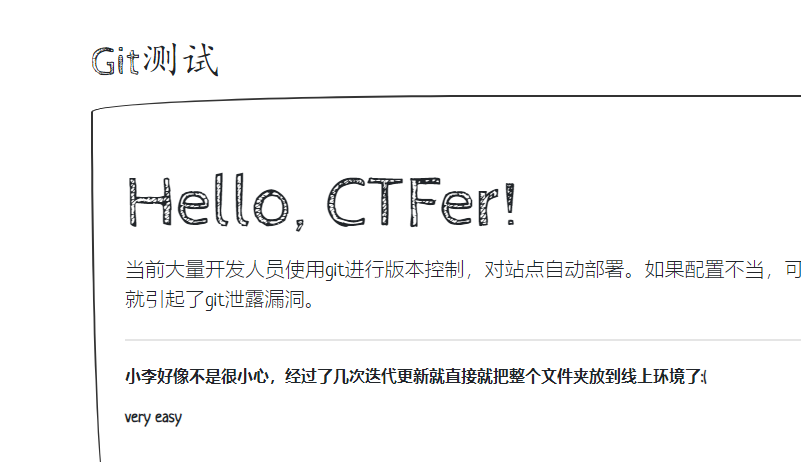 Git测试
Hello, CTFer!
当前大量开发人员使用git进行版本控制，对站点自动部署。如果配置不当，可
就引起了git泄露漏洞。
小李好像不是很小心，经过了几次迭代更新就直接就把整个文件夹放到线上环境了:(
very easy